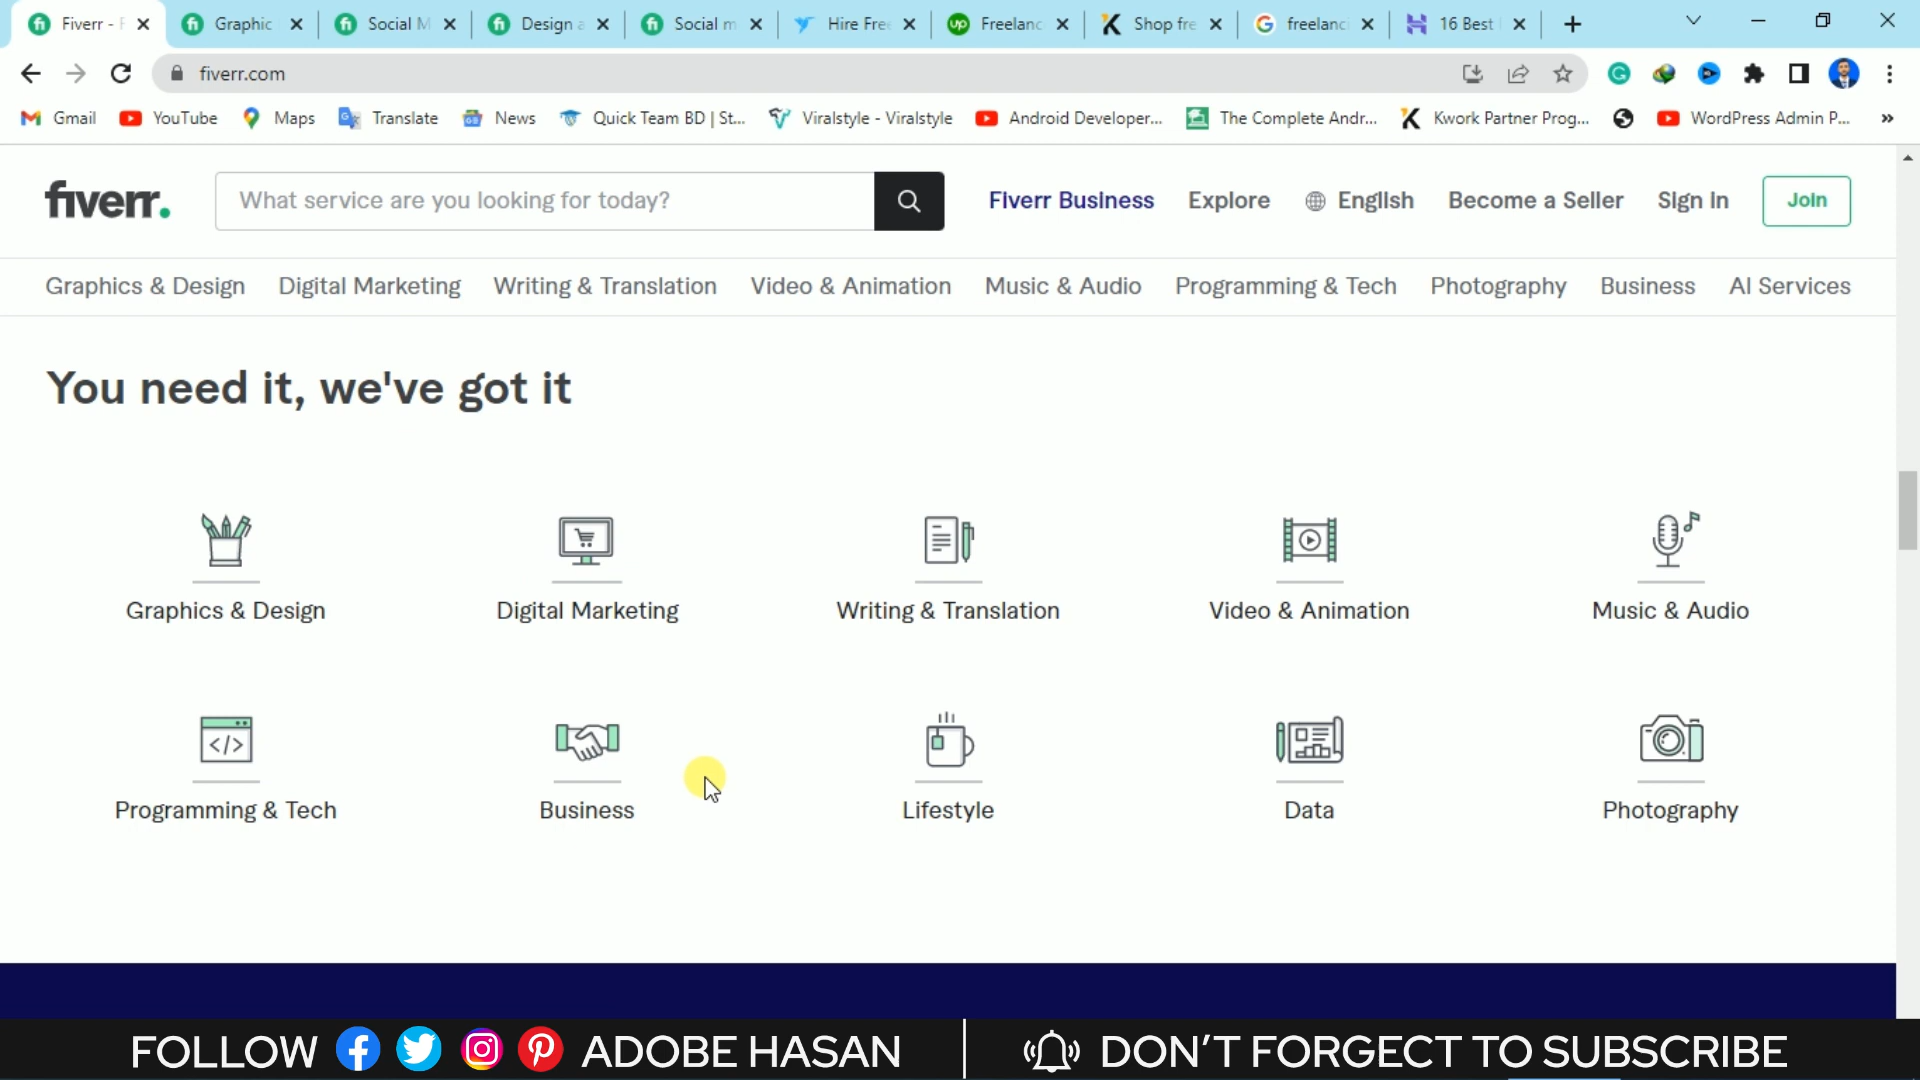 Fiverr - F
Graphic
Social M
Design a
Social m
Hire Fre
up Freelanc
Shop fre
freelanci
16 Best
fiverr.com
Gmail
YouTube
Maps
Translate
News
Quick Team BD | St...
Viralstyle - Viralstyle
Android Developer...
The Complete Andr...
Kwork Partner Prog...
WordPress Admin P...
»
fiverr.
What service are you looking for today?
Fiverr Business
Explore
English
Become a Seller
Sign In
Join
Graphics & Design
Digital Marketing
Writing & Translation
Video & Animation
Music & Audio
Programming & Tech
Photography
Business
AI Services
You need it, we've got it
Graphics & Design
Digital Marketing
Writing & Translation
Video & Animation
Music & Audio
Programming & Tech
Business
Lifestyle
Data
Photography
FOLLOW ADOBE HASAN
DON'T FORGECT TO SUBSCRIBE